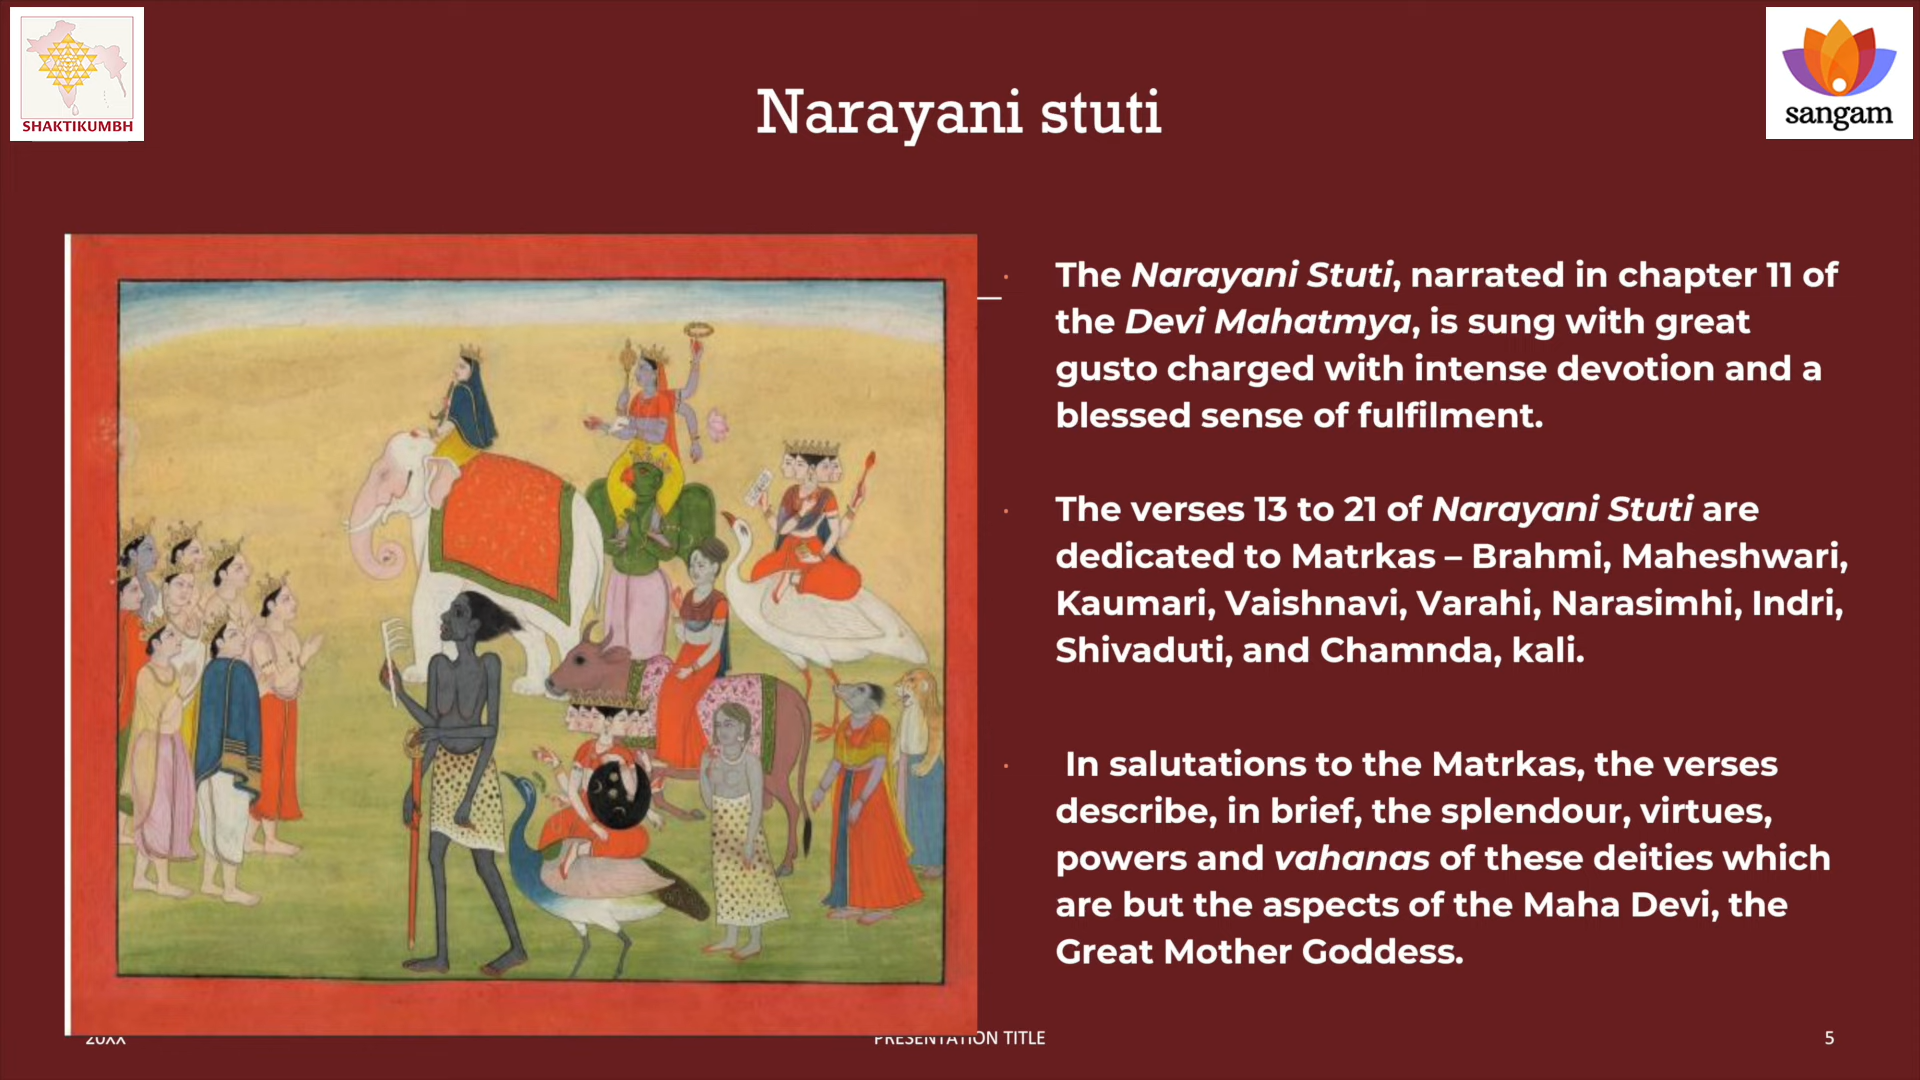 SHAKTIKUMBH
sangam
Narayani stuti
The Narayani Stuti, narrated in chapter 11 of
the Devi Mahatmya, is sung with great
gusto charged with intense devotion and a
blessed sense of fulfilment.
The verses 13 to 21 of Narayani Stuti are
dedicated to Matrkas – Brahmi, Maheshwari,
Kaumari, Vaishnavi, Varahi, Narasimhi, Indri,
Shivaduti, and Chamnda, kali.
In salutations to the Matrkas, the verses
describe, in brief, the splendour, virtues,
powers and vahanas of these deities which
are but the aspects of the Maha Devi, the
Great Mother Goddess.
20XX
PRESENTATION TITLE
5